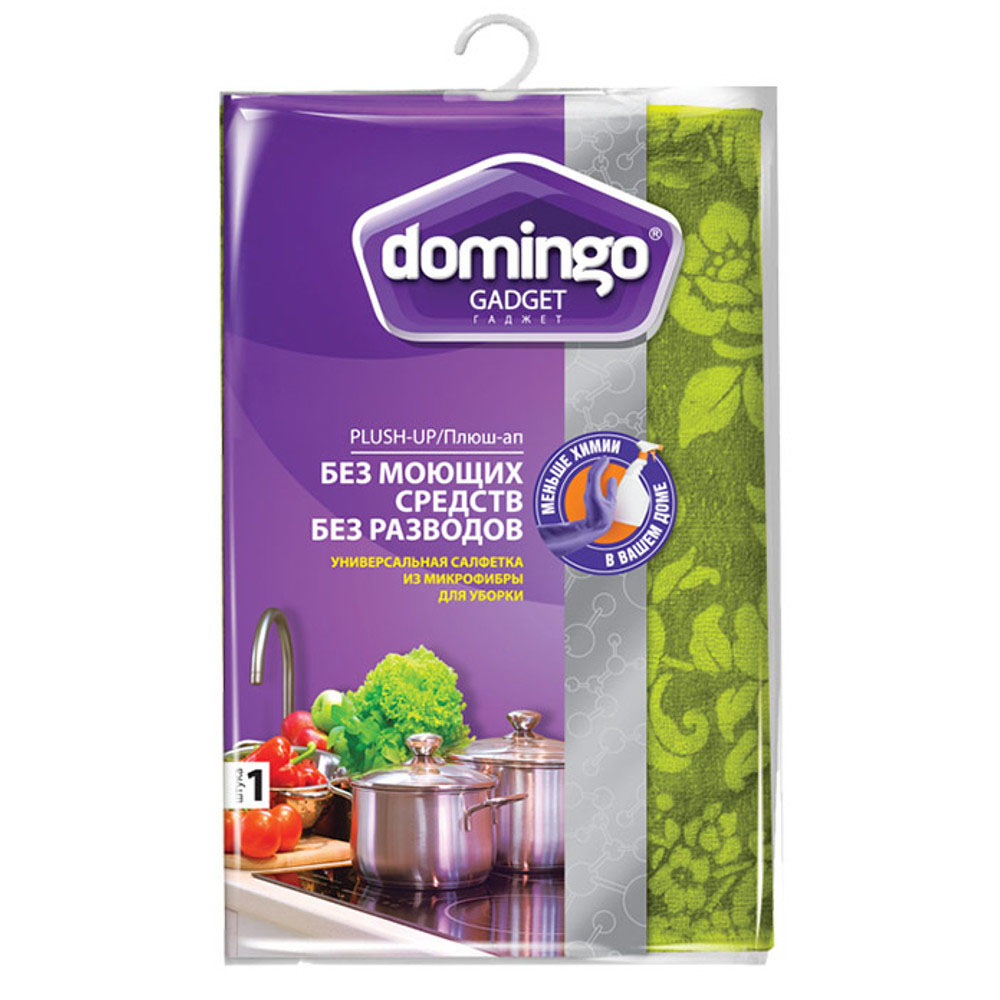 domingo®
GADGET
ГАДЖЕТ
PLUSH-UP/Плюш-ап
БЕЗ МОЮЩИХ
СРЕДСТВ
БЕЗ РАЗВОДОВ
УНИВЕРСАЛЬНАЯ САЛФЕТКА
ИЗ МИКРОФИБРЫ
ДЛЯ УБОРКИ
МЕНЬШЕ ХИМИИ
В ВАШЕМ ДОМЕ
1
штука